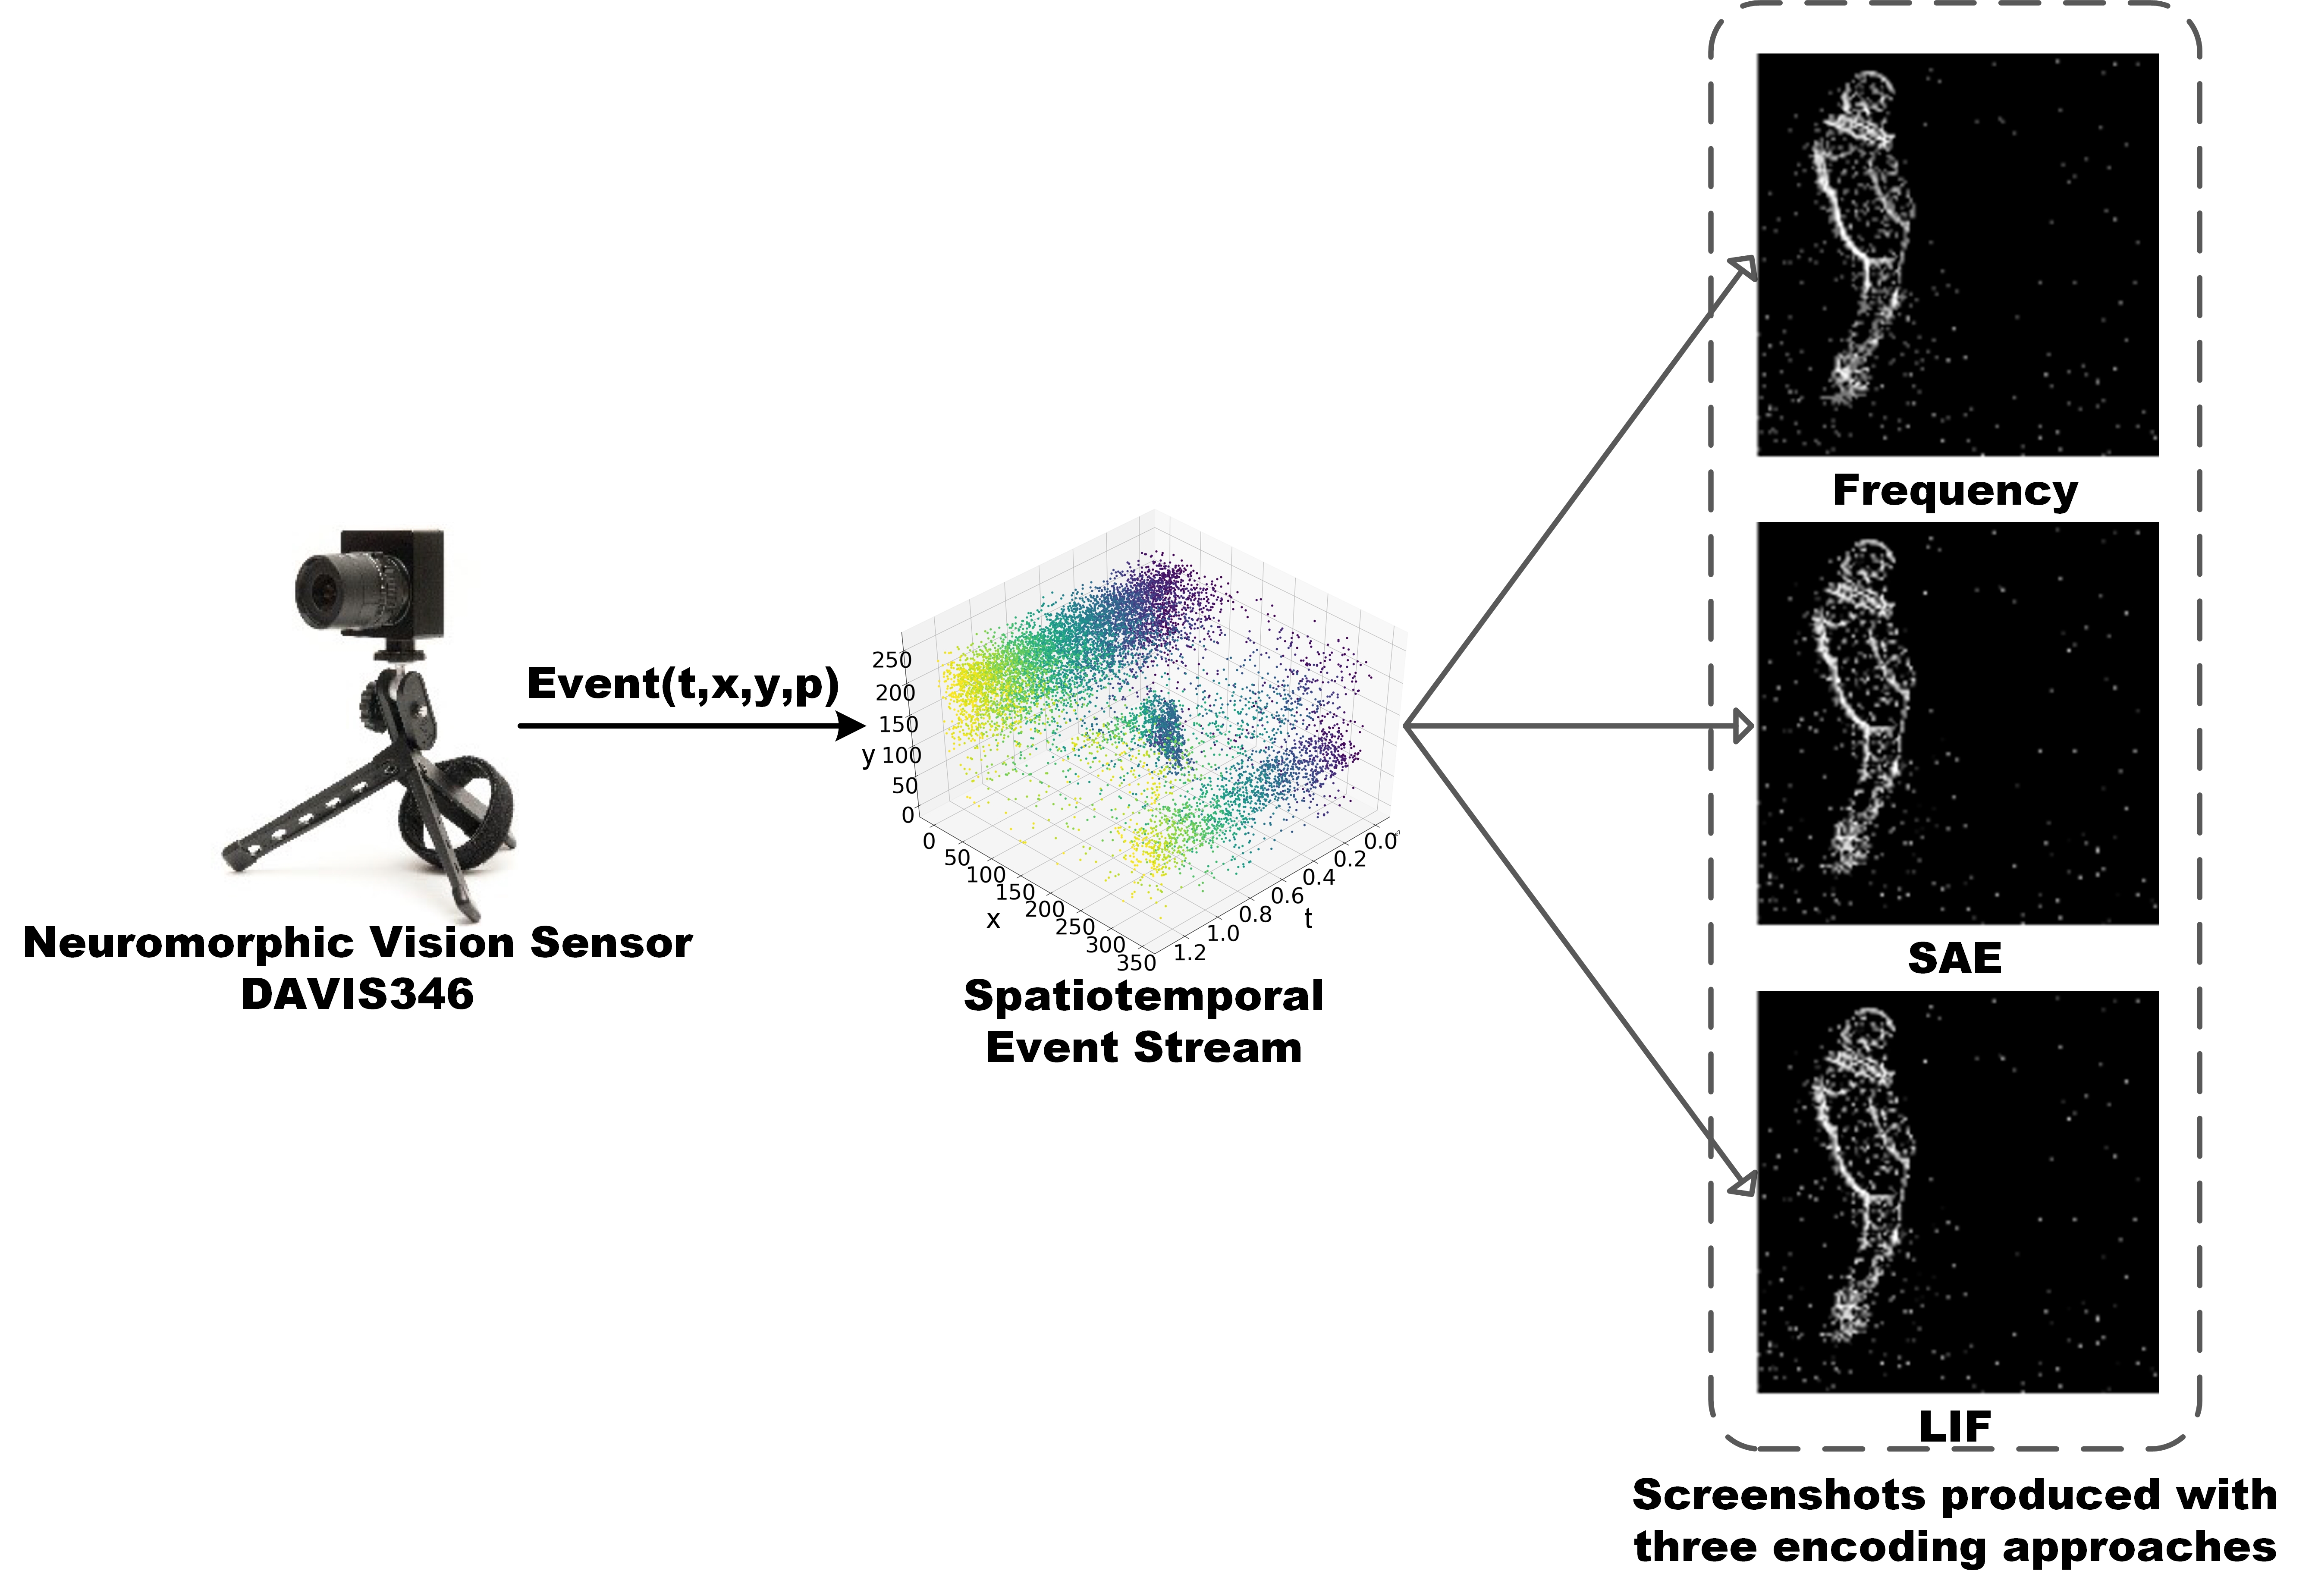 Event(t,x,y,p)
Neuromorphic Vision Sensor
DAVIS346
250
200
150
y 100
50
0
0
50
100
150
200
250
300
350
x
0.0
0.2
0.4
0.6
0.8
1.0
1.2
t
Spatiotemporal
Event Stream
Frequency
SAE
LIF
Screenshots produced with
three encoding approaches